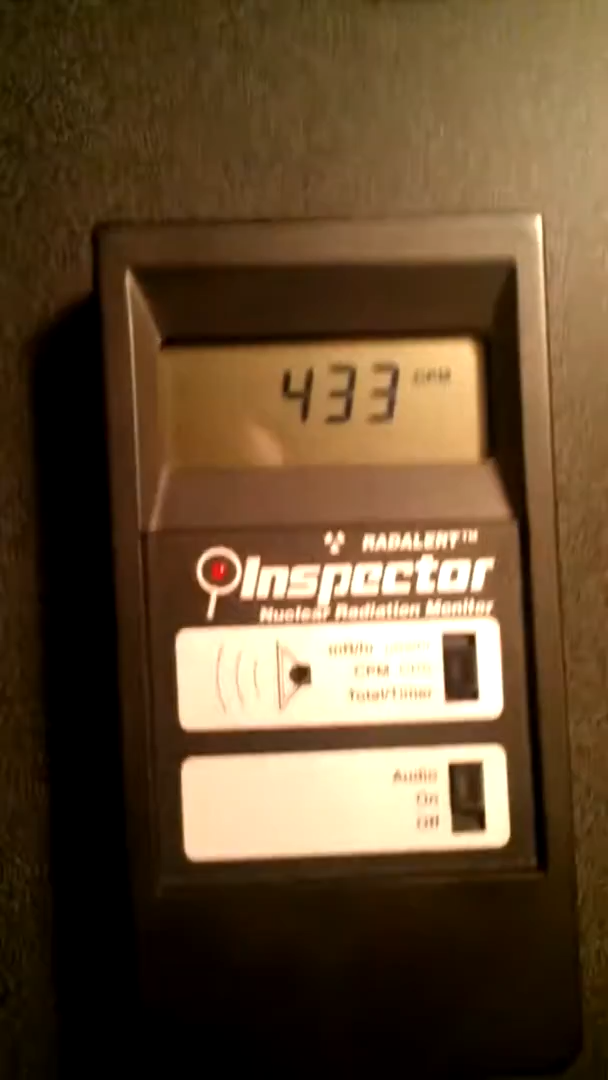 433 CPM
RADALERT™
Inspector
Nuclear Radiation Monitor
mR/hr
CPM
Total/Timer
Audio
On
Off